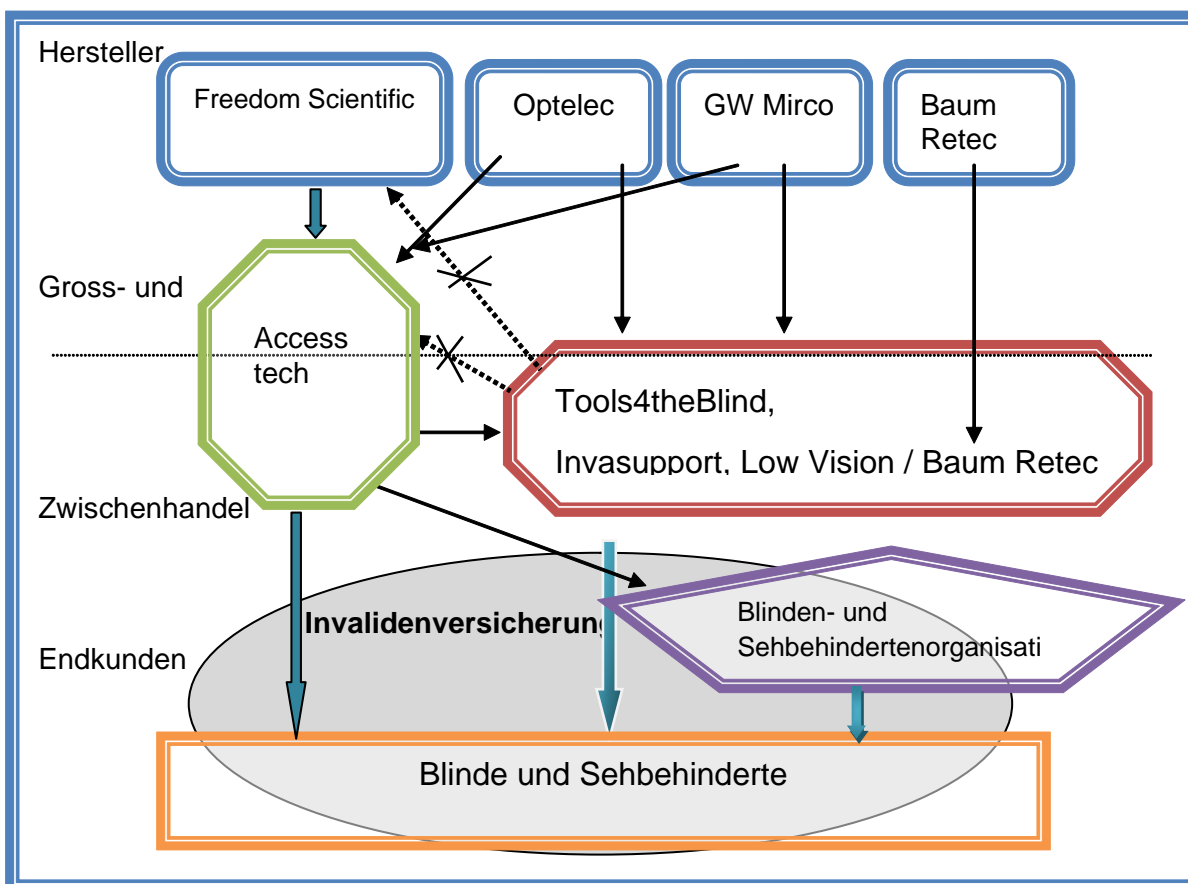 Hersteller
Freedom Scientific
Optelec
GW Mirco
Baum
Retec
Gross- und
Access
tech
Tools4theBlind,
Invasupport, Low Vision / Baum Retec
Zwischenhandel
Invalidenversicherung
Blinden- und
Sehbehindertenorganisati
Endkunden
Blinde und Sehbehinderte